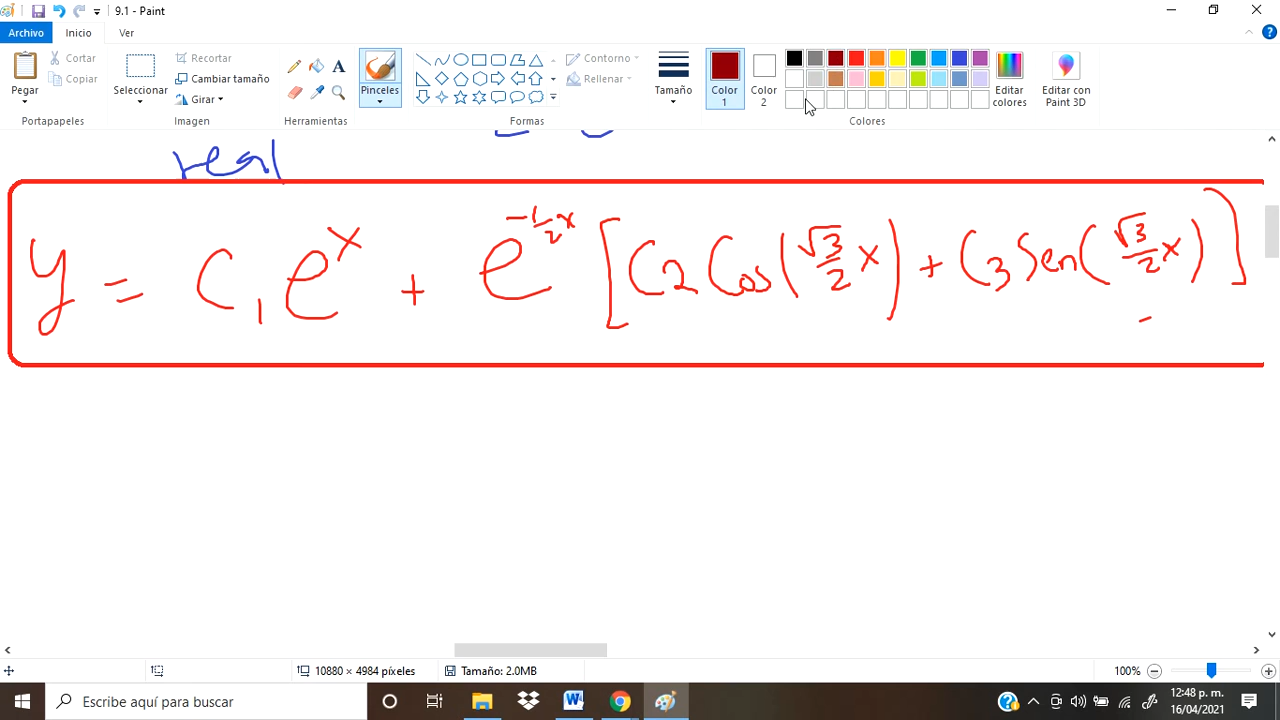 9.1 - Paint
Archivo Inicio Ver
Pegar
Cortar
Copiar
Portapapeles
Seleccionar
Recortar
Cambiar tamaño
Girar
Imagen
A
Herramientas
Pinceles
Contorno
Rellenar
Formas
Tamaño
Color 1
Color 2
Editar colores
Editar con Paint 3D
Colores
real
y = C1 e^x + e^(-1/2 x) [C2 Cos(√3/2 x) + C3 Sen(√3/2 x)]
10880 × 4984 píxeles Tamaño: 2.0MB 100%
Escribe aquí para buscar
12:48 p. m.
16/04/2021